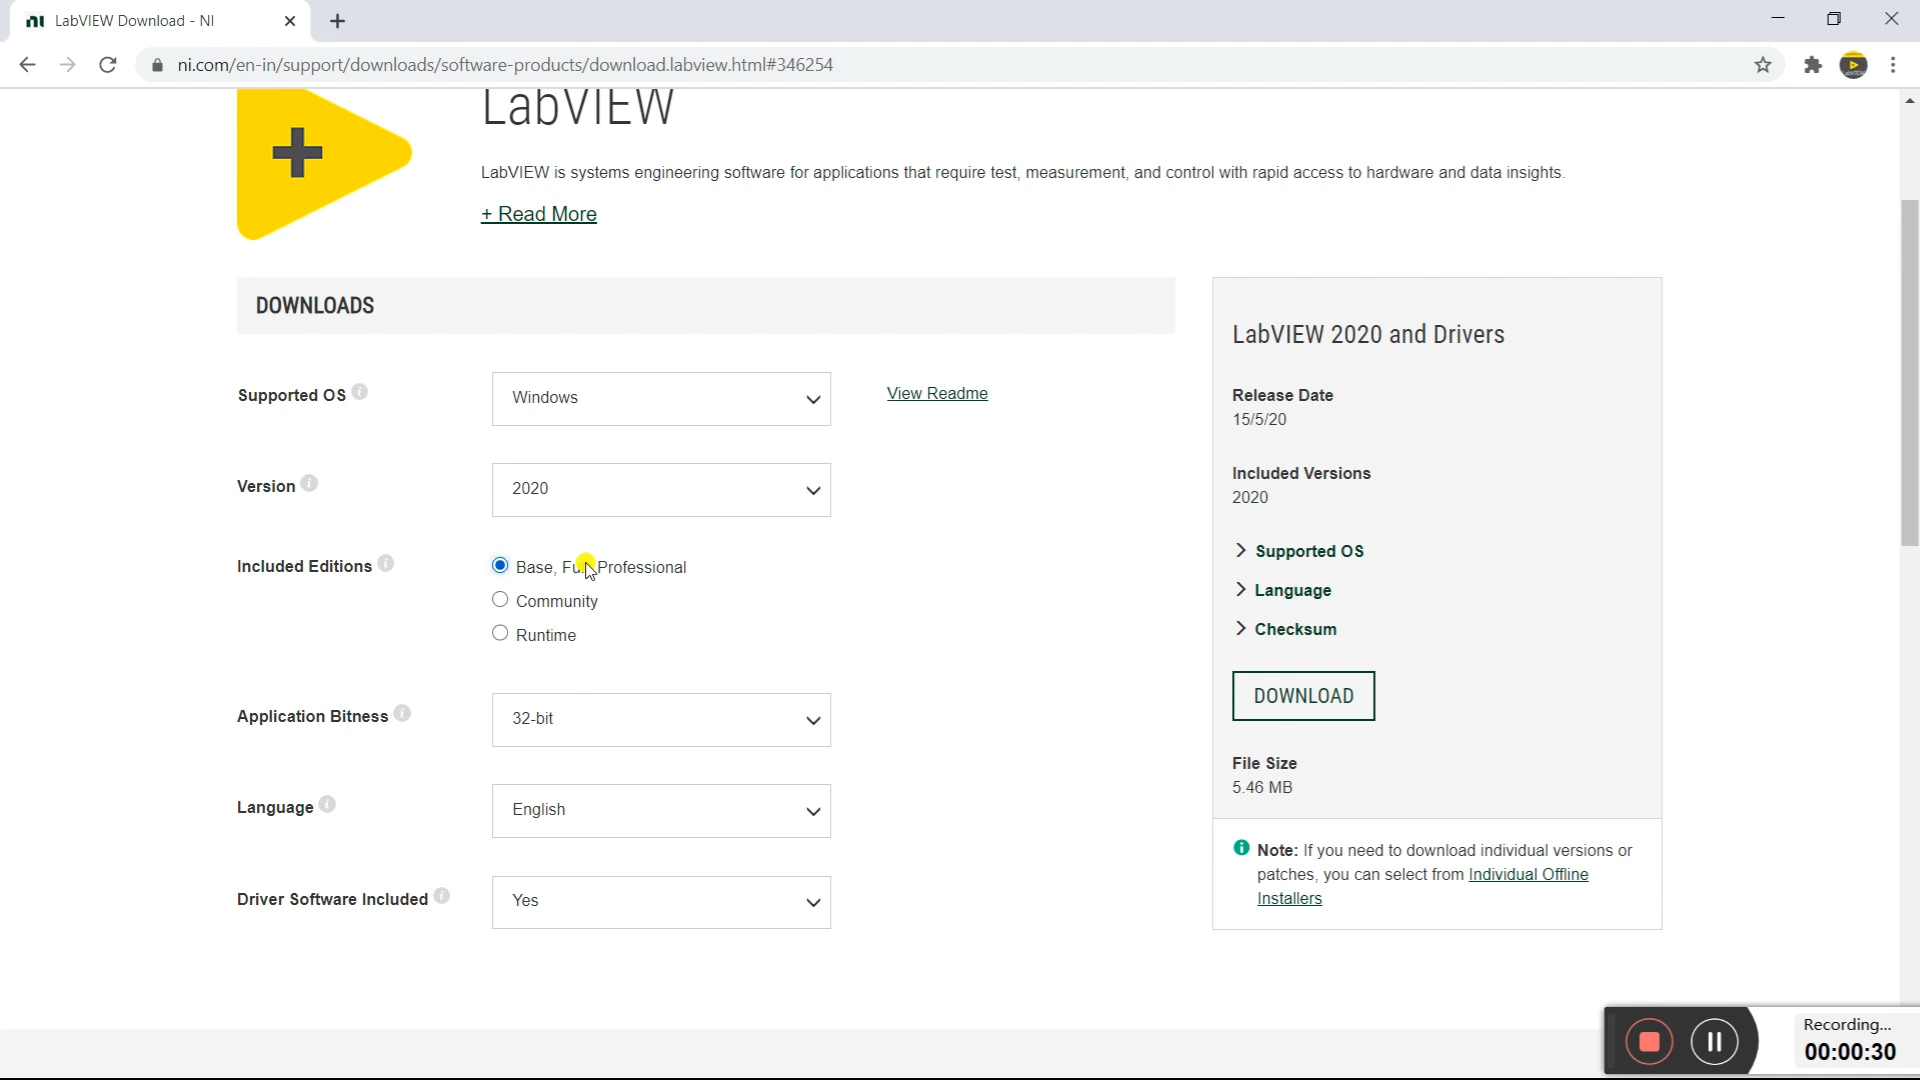 LabVIEW Download - NI
ni.com/en-in/support/downloads/software-products/download.labview.html#346254
LabVIEW
LabVIEW is systems engineering software for applications that require test, measurement, and control with rapid access to hardware and data insights.
+ Read More
DOWNLOADS
Supported OS
Windows
View Readme
Version
2020
Included Editions
Base, Professional
Community
Runtime
Application Bitness
32-bit
Language
English
Driver Software Included
Yes
LabVIEW 2020 and Drivers
Release Date
15/5/20
Included Versions
2020
Supported OS
Language
Checksum
DOWNLOAD
File Size
5.46 MB
Note: If you need to download individual versions or
patches, you can select from Individual Offline
Installers
Recording...
00:00:30